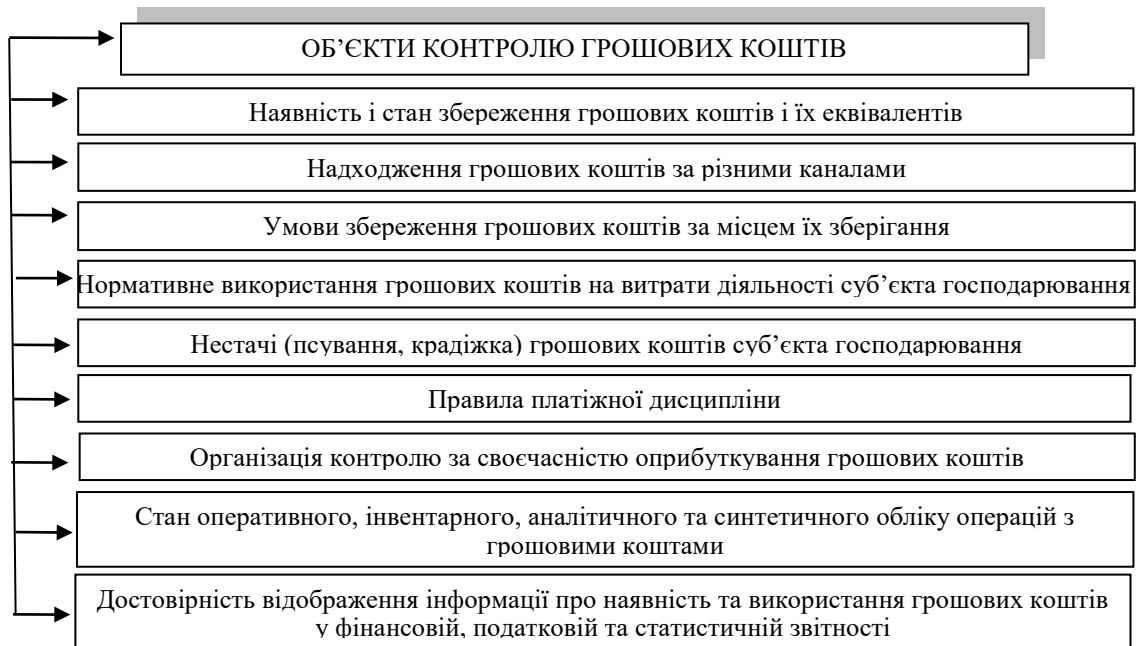 ОБ’ЄКТИ КОНТРОЛЮ ГРОШОВИХ КОШТІВ
Наявність і стан збереження грошових коштів і їх еквівалентів
Надходження грошових коштів за різними каналами
Умови збереження грошових коштів за місцем їх зберігання
Нормативне використання грошових коштів на витрати діяльності суб’єкта господарювання
Нестачі (псування, крадіжка) грошових коштів суб’єкта господарювання
Правила платіжної дисципліни
Організація контролю за своєчасністю оприбуткування грошових коштів
Стан оперативного, інвентарного, аналітичного та синтетичного обліку операцій з
грошовими коштами
Достовірність відображення інформації про наявність та використання грошових коштів
у фінансовій, податковій та статистичній звітності